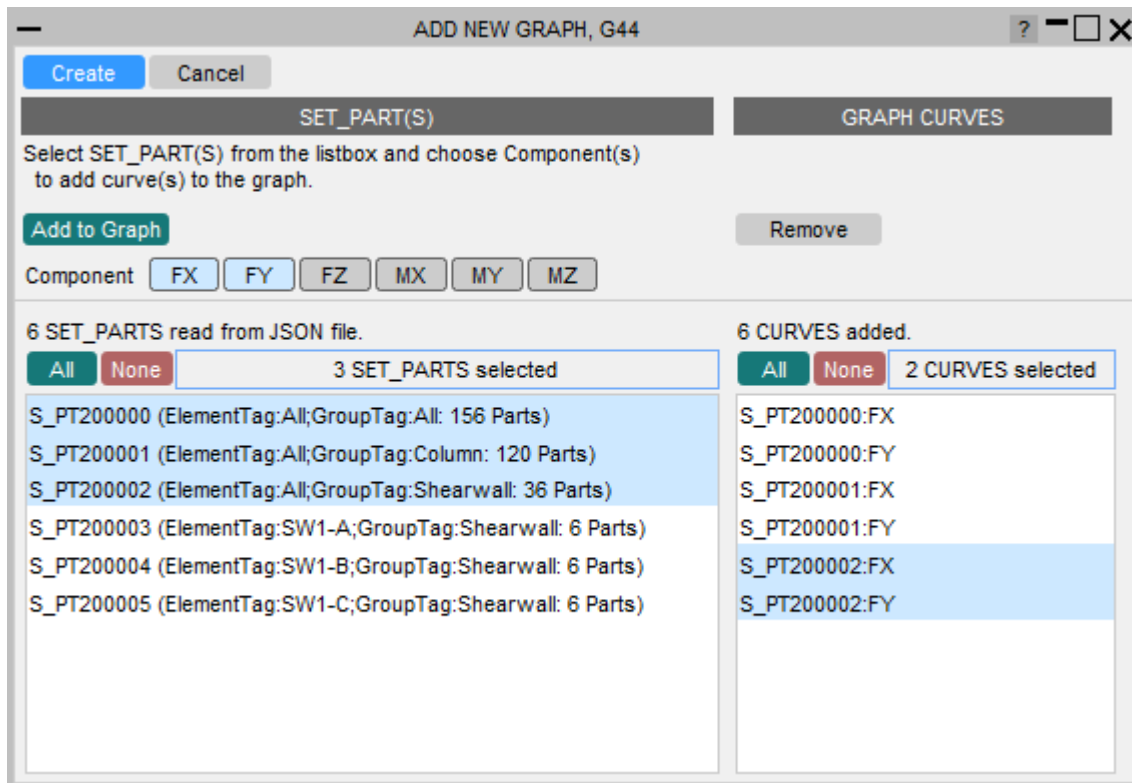 ADD NEW GRAPH, G44 ?
Create Cancel
SET_PART(S)
Select SET_PART(S) from the listbox and choose Component(s)
to add curve(s) to the graph.
Add to Graph
Component FX FY FZ MX MY MZ
6 SET_PARTS read from JSON file.
All None 3 SET_PARTS selected
S_PT200000 (ElementTag:All;GroupTag:All: 156 Parts)
S_PT200001 (ElementTag:All;GroupTag:Column: 120 Parts)
S_PT200002 (ElementTag:All;GroupTag:Shearwall: 36 Parts)
S_PT200003 (ElementTag:SW1-A;GroupTag:Shearwall: 6 Parts)
S_PT200004 (ElementTag:SW1-B;GroupTag:Shearwall: 6 Parts)
S_PT200005 (ElementTag:SW1-C;GroupTag:Shearwall: 6 Parts)
GRAPH CURVES
Remove
6 CURVES added.
All None 2 CURVES selected
S_PT200000:FX
S_PT200000:FY
S_PT200001:FX
S_PT200001:FY
S_PT200002:FX
S_PT200002:FY